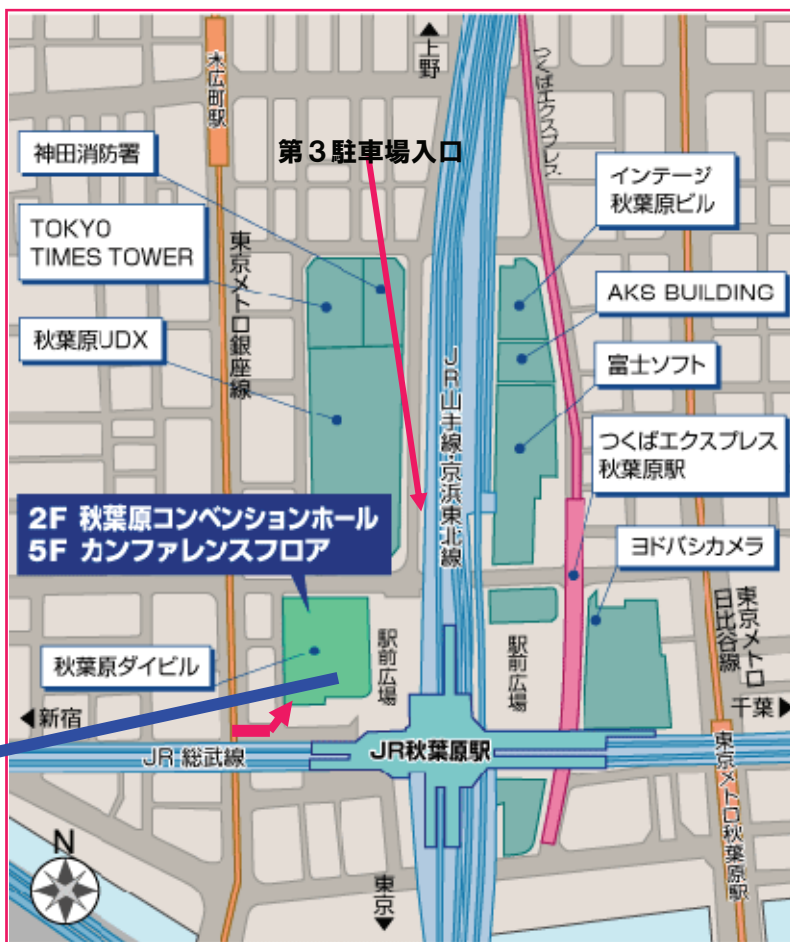 ▲上野
末広町駅
つくばエクスプレス
神田消防署
第3駐車場入口
インテージ
秋葉原ビル
TOKYO
TIMES TOWER
東京メトロ銀座線
AKS BUILDING
秋葉原UDX
JR山手線・京浜東北線
富士ソフト
つくばエクスプレス
秋葉原駅
2F 秋葉原コンベンションホール
5F カンファレンスフロア
ヨドバシカメラ
東京メトロ
日比谷線
秋葉原ダイビル
駅前広場
駅前広場
◀新宿
千葉▶
JR 総武線
JR秋葉原駅
東京メトロ秋葉原駅
N
東京▼